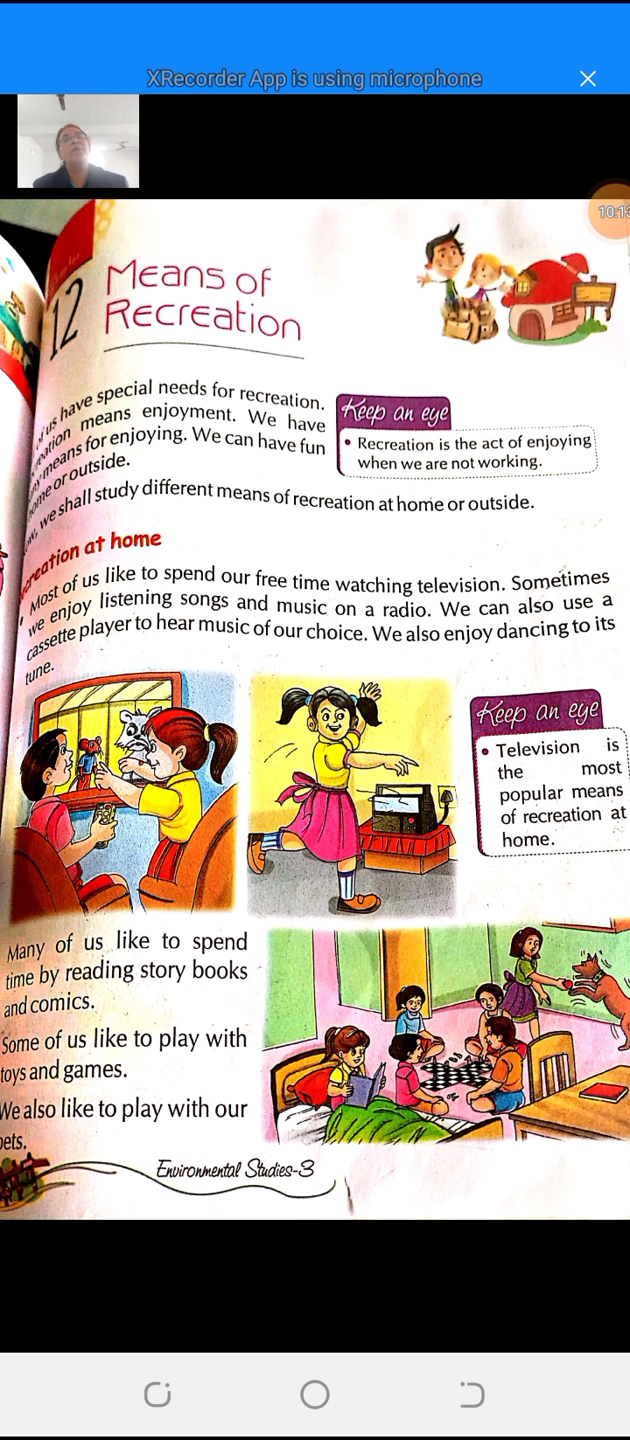 XRecorder App is using microphone
10:13
Chapter
12
Means of
Recreation
of us have special needs for recreation.
means enjoyment. We have
means for enjoying. We can have fun
home or outside.
we shall study different means of recreation at home or outside.
Keep an eye
• Recreation is the act of enjoying
when we are not working.
Recreation at home
• Most of us like to spend our free time watching television. Sometimes
we enjoy listening songs and music on a radio. We can also use a
cassette player to hear music of our choice. We also enjoy dancing to its
tune.
Keep an eye
• Television is
the most
popular means
of recreation at
home.
Many of us like to spend
time by reading story books
and comics.
Some of us like to play with
toys and games.
We also like to play with our
pets.
Environmental Studies-3